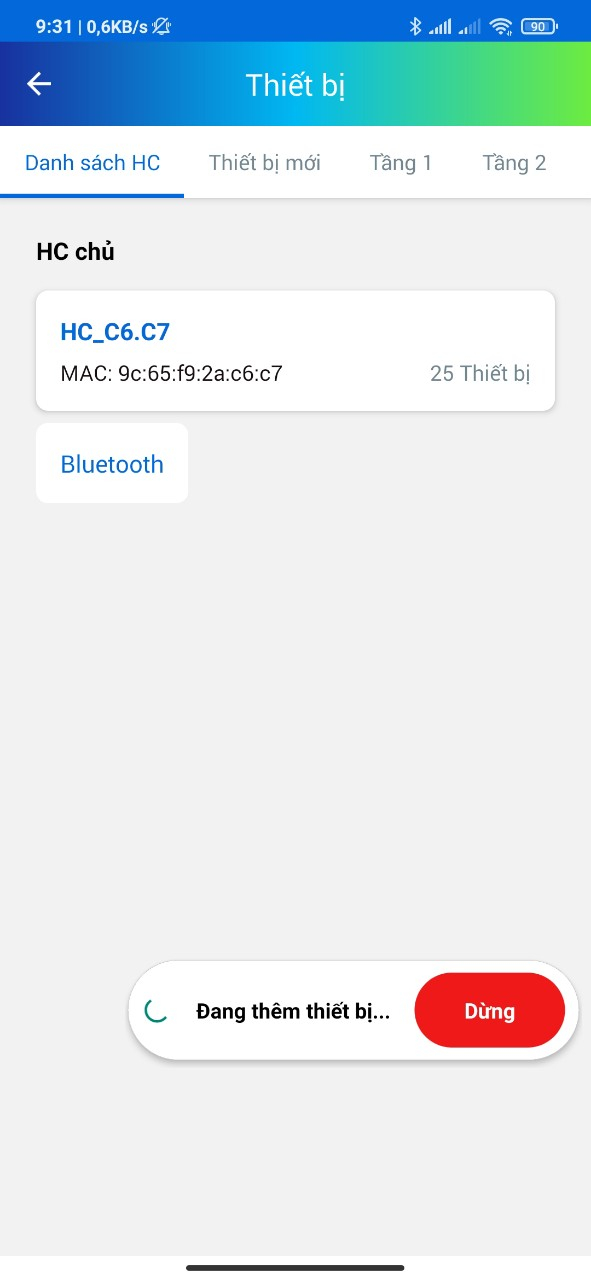 9:31 | 0,6KB/s
90
Thiết bị
Danh sách HC
Thiết bị mới
Tầng 1
Tầng 2
HC chủ
HC_C6.C7
MAC: 9c:65:f9:2a:c6:c7
25 Thiết bị
Bluetooth
Đang thêm thiết bị...
Dừng